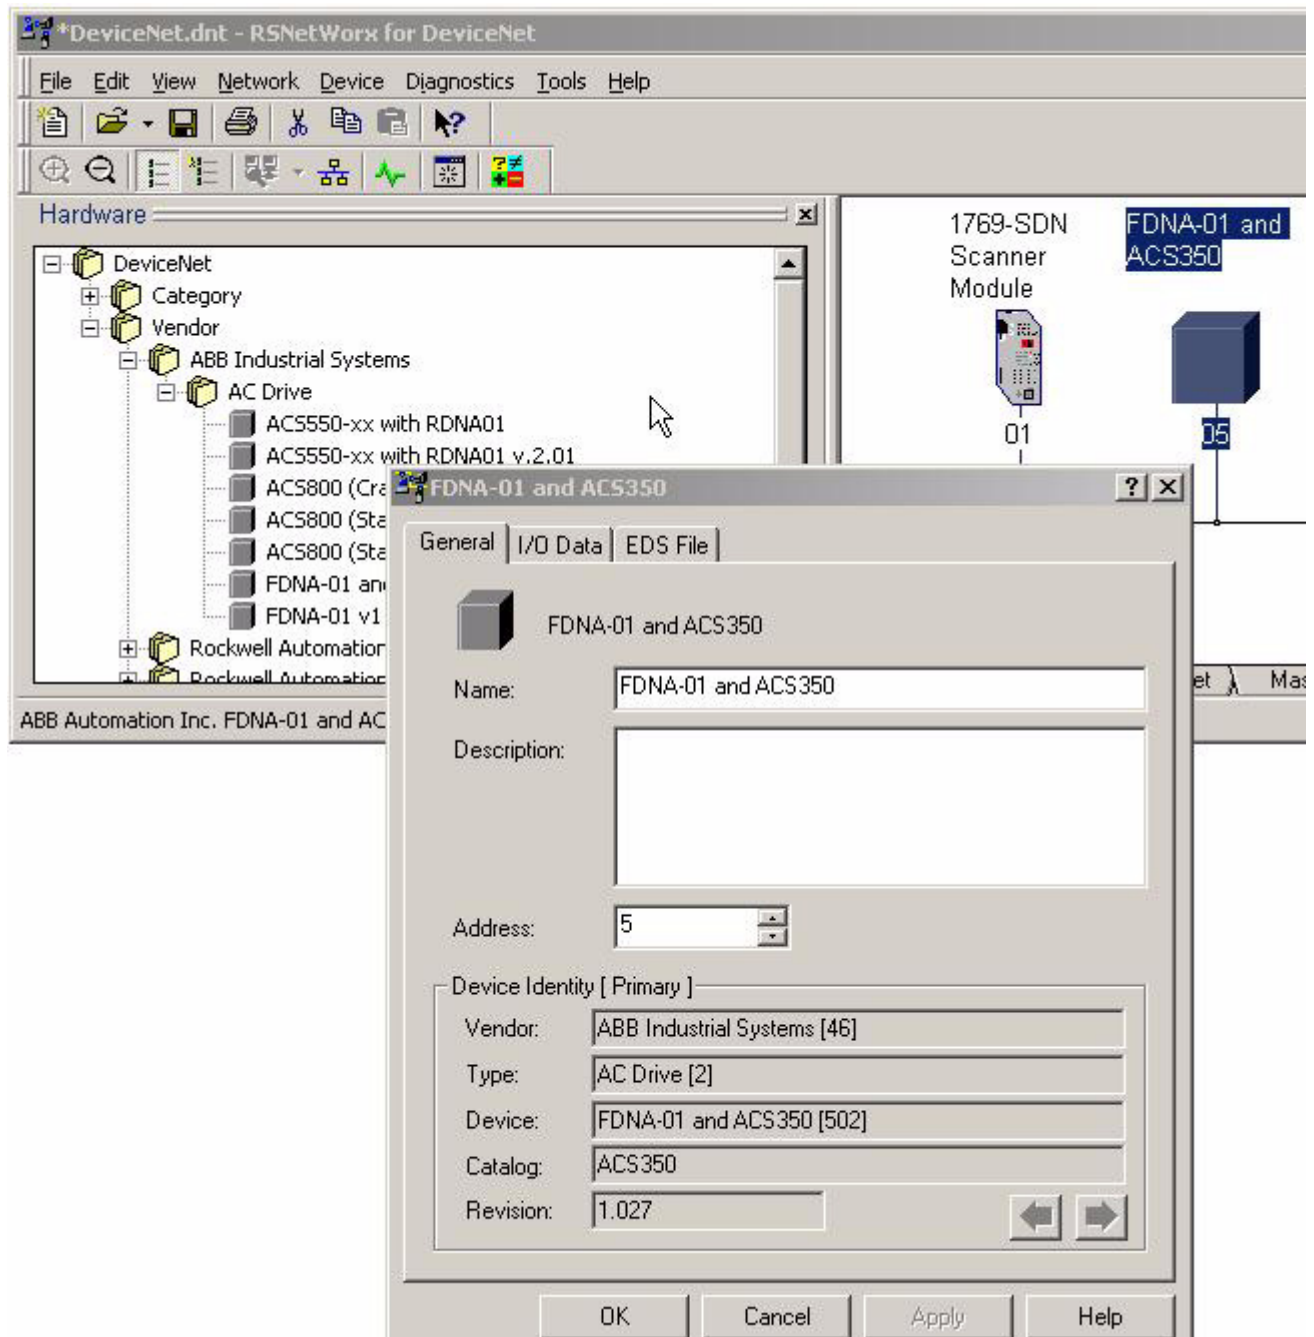 *DeviceNet.dnt - RSNetWorx for DeviceNet
File Edit View Network Device Diagnostics Tools Help
Hardware
DeviceNet
Category
Vendor
ABB Industrial Systems
AC Drive
ACS550-xx with RDNA01
ACS550-xx with RDNA01 v.2.01
ACS800 (Cra
ACS800 (Sta
ACS800 (Sta
FDNA-01 an
FDNA-01 v1
Rockwell Automation
Rockwell Automation
ABB Automation Inc. FDNA-01 and AC
1769-SDN
Scanner
Module
01
FDNA-01 and
ACS350
05
et
Mas
FDNA-01 and ACS350
General I/O Data EDS File
FDNA-01 and ACS350
Name: FDNA-01 and ACS350
Description:
Address: 5
Device Identity [ Primary ]
Vendor: ABB Industrial Systems [46]
Type: AC Drive [2]
Device: FDNA-01 and ACS350 [502]
Catalog: ACS350
Revision: 1.027
OK Cancel Apply Help